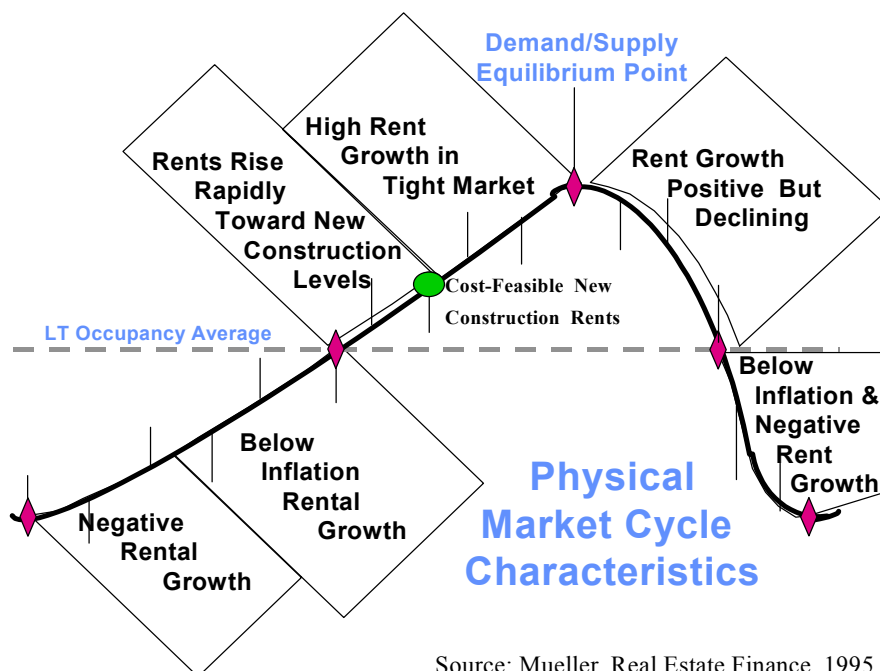 Demand/Supply
Equilibrium Point
High Rent
Growth in
Tight Market
Rents Rise
Rapidly
Toward New
Construction
Levels
Rent Growth
Positive But
Declining
Cost-Feasible New
Construction Rents
LT Occupancy Average
Below
Inflation &
Negative
Rent
Growth
Below
Inflation
Rental
Growth
Negative
Rental
Growth
Physical
Market Cycle
Characteristics
Source: Mueller, Real Estate Finance, 1995